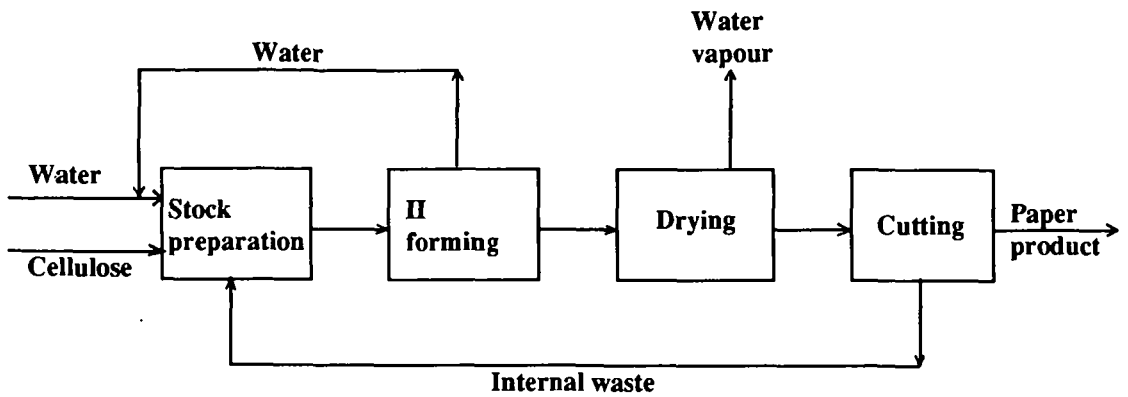 Water
vapour
Water
Water
Stock
preparation
Cellulose
II
forming
Drying
Cutting
Paper
product
Internal waste